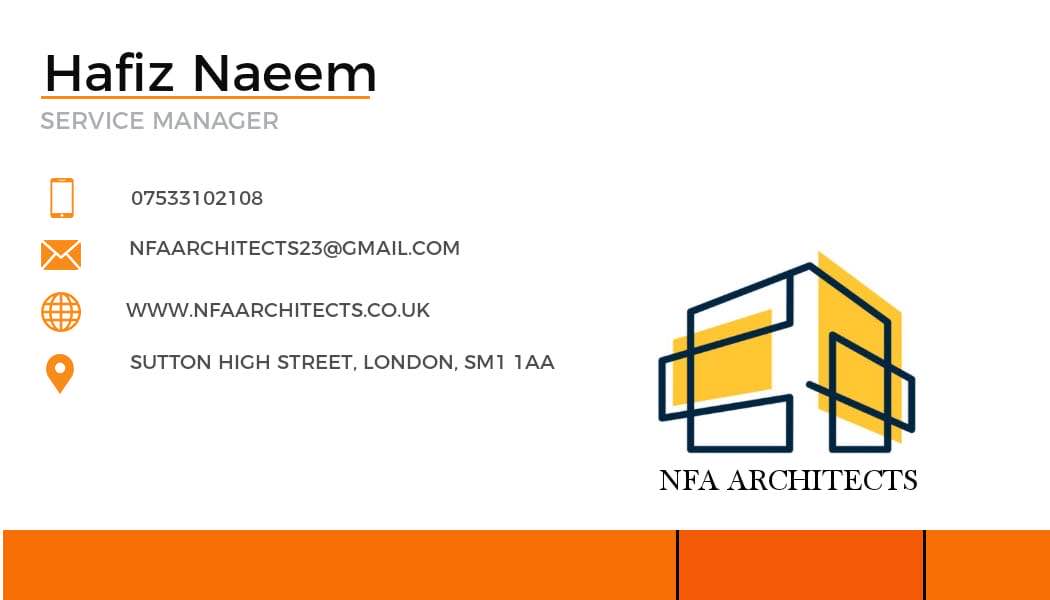 Hafiz Naeem
SERVICE MANAGER
07533102108
NFAARCHITECTS23@GMAIL.COM
WWW.NFAARCHITECTS.CO.UK
SUTTON HIGH STREET, LONDON, SM1 1AA
NFA ARCHITECTS